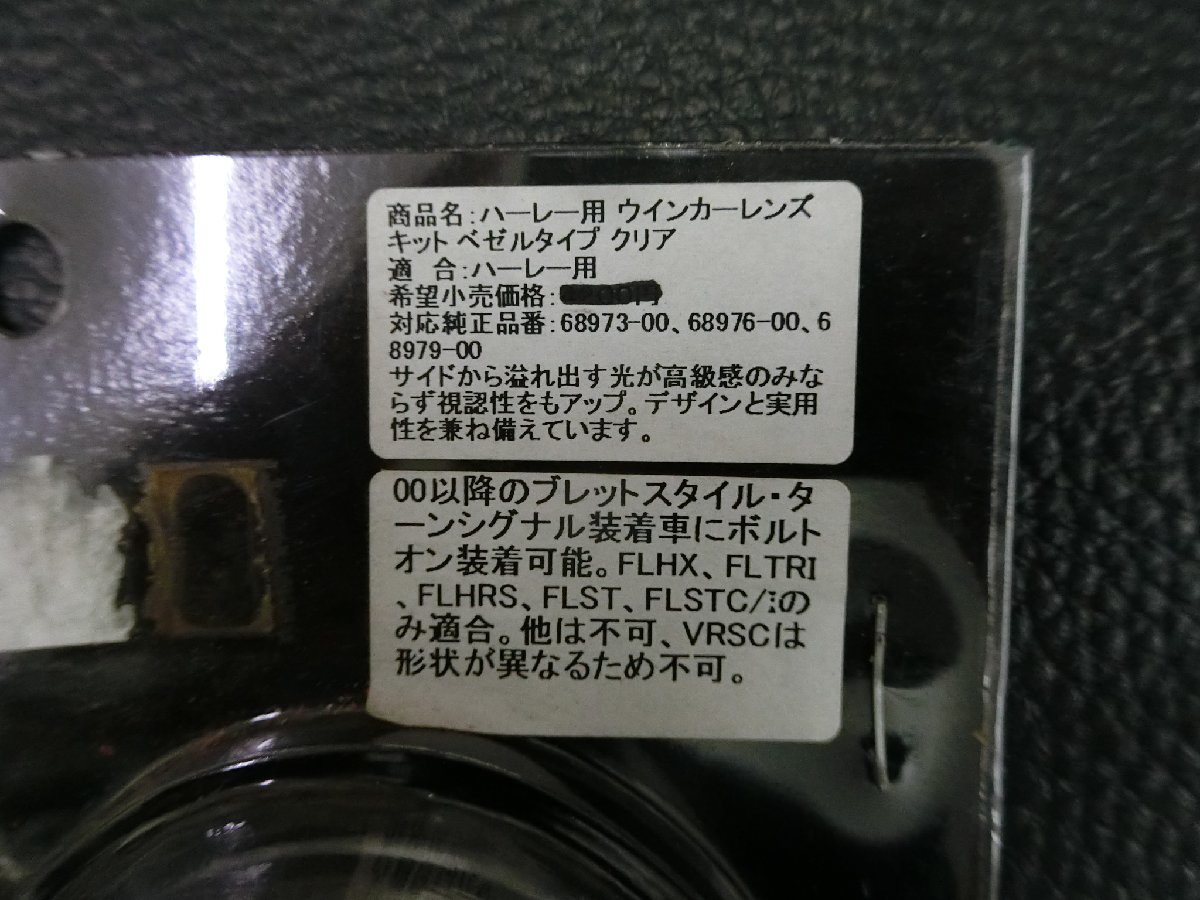 商品名:ハーレー用 ウインカーレンズ
キット ベゼルタイプ クリア
適 合:ハーレー用
希望小売価格:
対応純正品番:68973-00、68976-00、6
8979-00
サイドから溢れ出す光が高級感のみな
らず視認性をもアップ。デザインと実用
性を兼ね備えています。
00以降のブレットスタイル・タ
ーンシグナル装着車にボルト
オン装着可能。FLHX、FLTRI
、FLHRS、FLST、FLSTC/iの
み適合。他は不可、VRSCは
形状が異なるため不可。